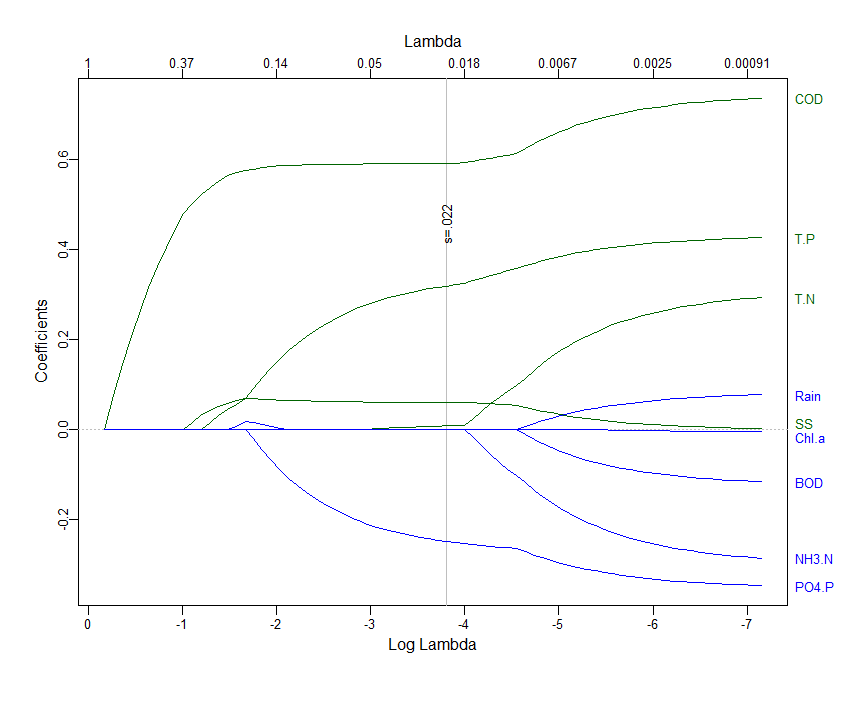 Lambda
1 0.37 0.14 0.05 0.018 0.0067 0.0025 0.00091
COD
0.6
s=.022
0.4
T.P
Coefficients
T.N
0.2
Rain
SS
0.0
Chl.a
BOD
-0.2
NH3.N
PO4.P
0 -1 -2 -3 -4 -5 -6 -7
Log Lambda